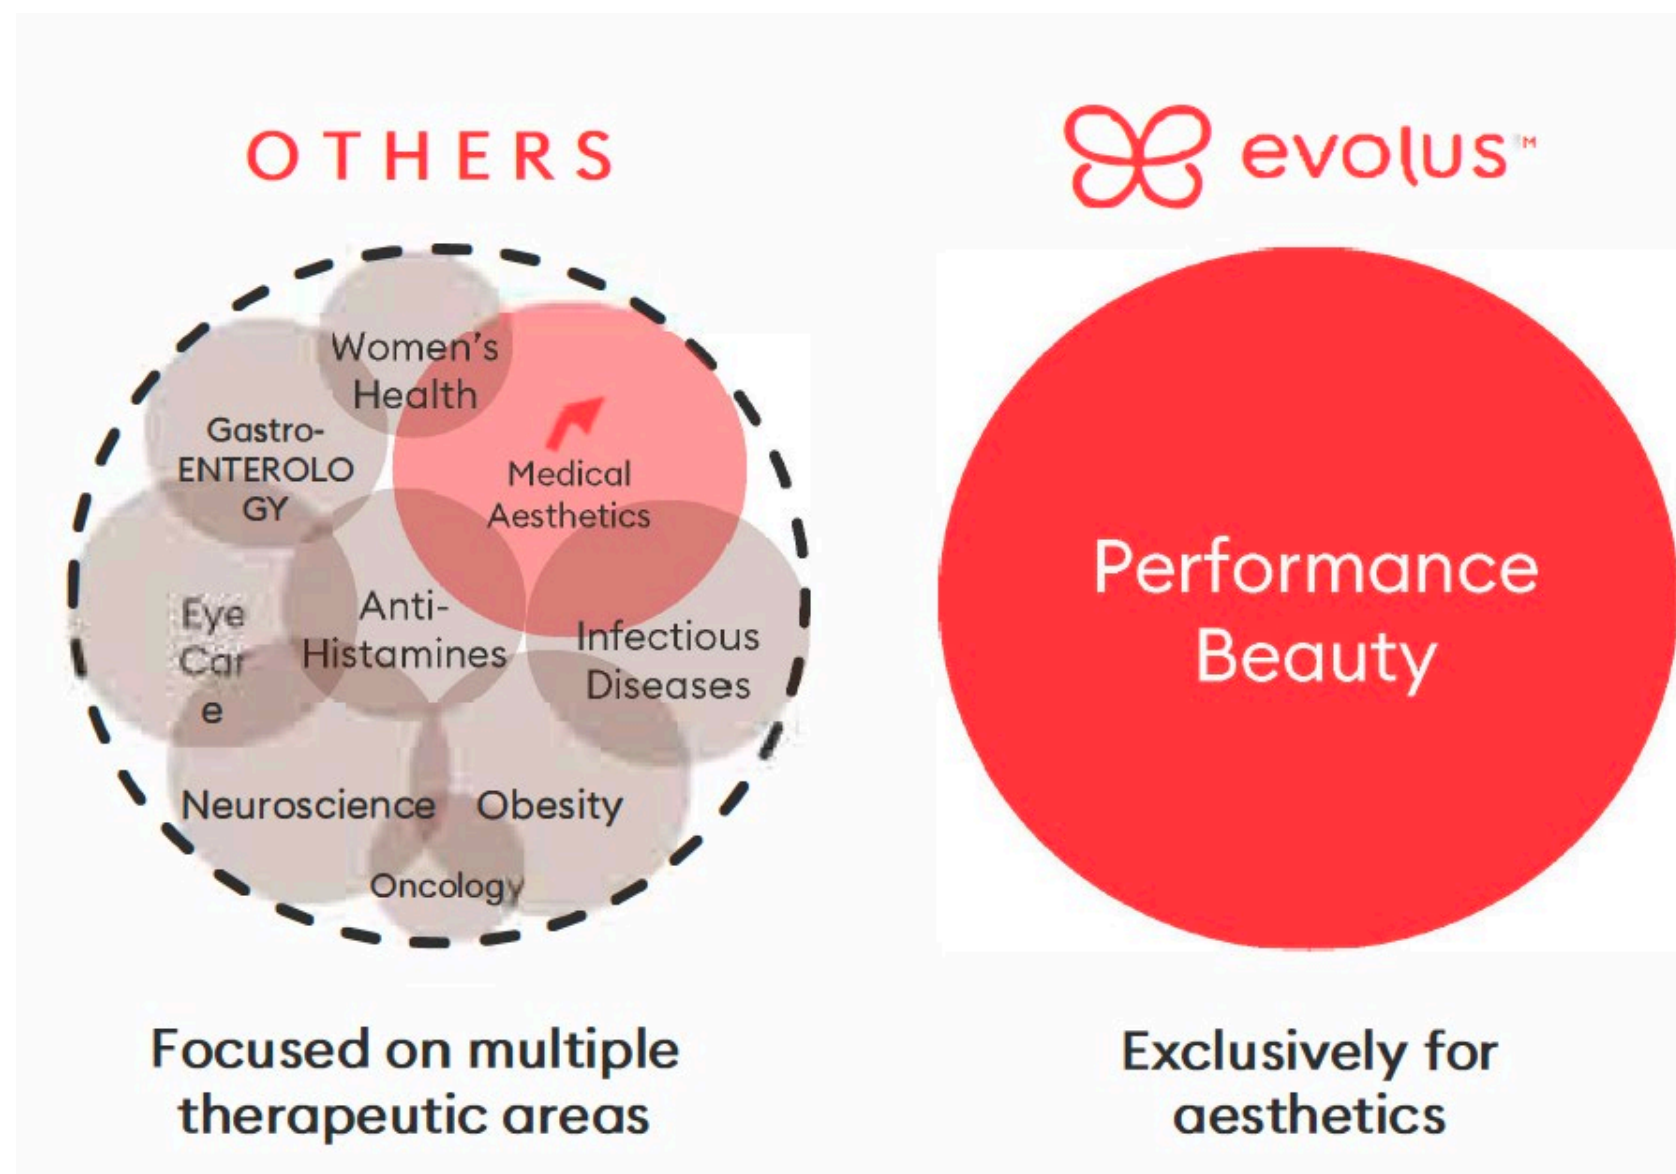 OTHERS
Women's
Health
Gastro-
ENTEROLO
GY
Medical
Aesthetics
Eye
Car
e
Anti-
Histamines
Infectious
Diseases
Neuroscience
Obesity
Oncology
Focused on multiple
therapeutic areas
evolus™
Performance
Beauty
Exclusively for
aesthetics